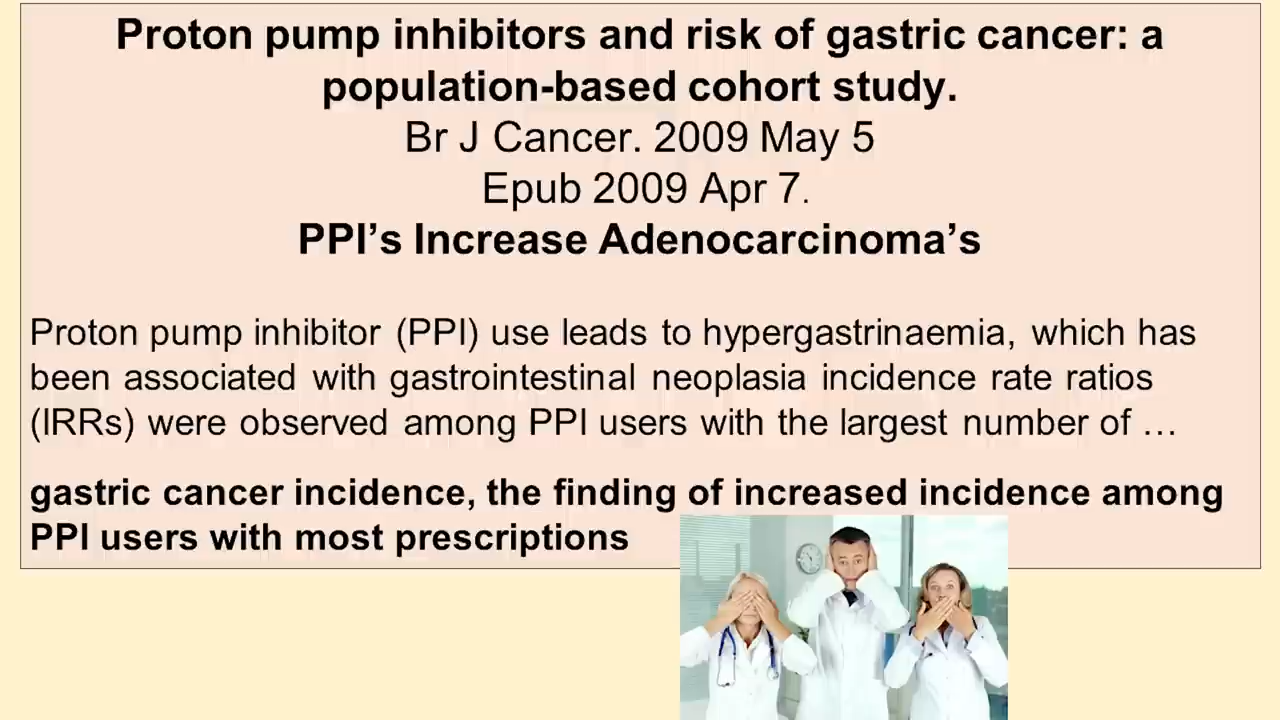 Proton pump inhibitors and risk of gastric cancer: a
population-based cohort study.
Br J Cancer. 2009 May 5
Epub 2009 Apr 7.
PPI’s Increase Adenocarcinoma’s
Proton pump inhibitor (PPI) use leads to hypergastrinaemia, which has
been associated with gastrointestinal neoplasia incidence rate ratios
(IRRs) were observed among PPI users with the largest number of …
gastric cancer incidence, the finding of increased incidence among
PPI users with most prescriptions